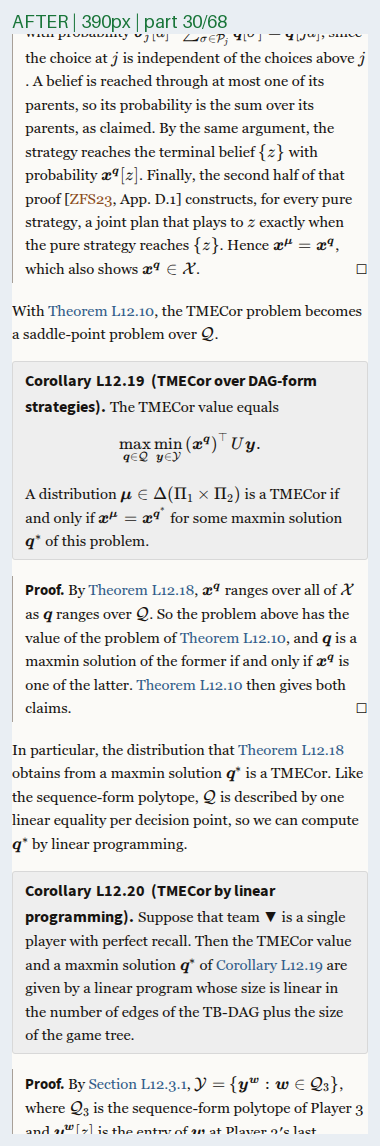 AFTER | 390px | part 30/68
the choice at j is independent of the choices above j
. A belief is reached through at most one of its
parents, so its probability is the sum over its
parents, as claimed. By the same argument, the
strategy reaches the terminal belief {z} with
probability x^q[z]. Finally, the second half of that
proof [ZFS23, App. D.1] constructs, for every pure
strategy, a joint plan that plays to z exactly when
the pure strategy reaches {z}. Hence x^μ = x^q,
which also shows x^q ∈ 𝒳. □
With Theorem L12.10, the TMECor problem becomes
a saddle-point problem over 𝒬.
Corollary L12.19 (TMECor over DAG-form
strategies). The TMECor value equals
max_{q∈𝒬} min_{y∈𝒴} (x^q)^⊤ U y.
A distribution μ ∈ Δ(Π₁ × Π₂) is a TMECor if
and only if x^μ = x^{q*} for some maxmin solution
q* of this problem.
Proof. By Theorem L12.18, x^q ranges over all of 𝒳
as q ranges over 𝒬. So the problem above has the
value of the problem of Theorem L12.10, and q is a
maxmin solution of the former if and only if x^q is
one of the latter. Theorem L12.10 then gives both
claims. □
In particular, the distribution that Theorem L12.18
obtains from a maxmin solution q* is a TMECor. Like
the sequence-form polytope, 𝒬 is described by one
linear equality per decision point, so we can compute
q* by linear programming.
Corollary L12.20 (TMECor by linear
programming). Suppose that team ▼ is a single
player with perfect recall. Then the TMECor value
and a maxmin solution q* of Corollary L12.19 are
given by a linear program whose size is linear in
the number of edges of the TB-DAG plus the size
of the game tree.
Proof. By Section L12.3.1, 𝒴 = {y^w : w ∈ 𝒬₃},
where 𝒬₃ is the sequence-form polytope of Player 3
and y^w[z] is the entry of w at Player 3's last